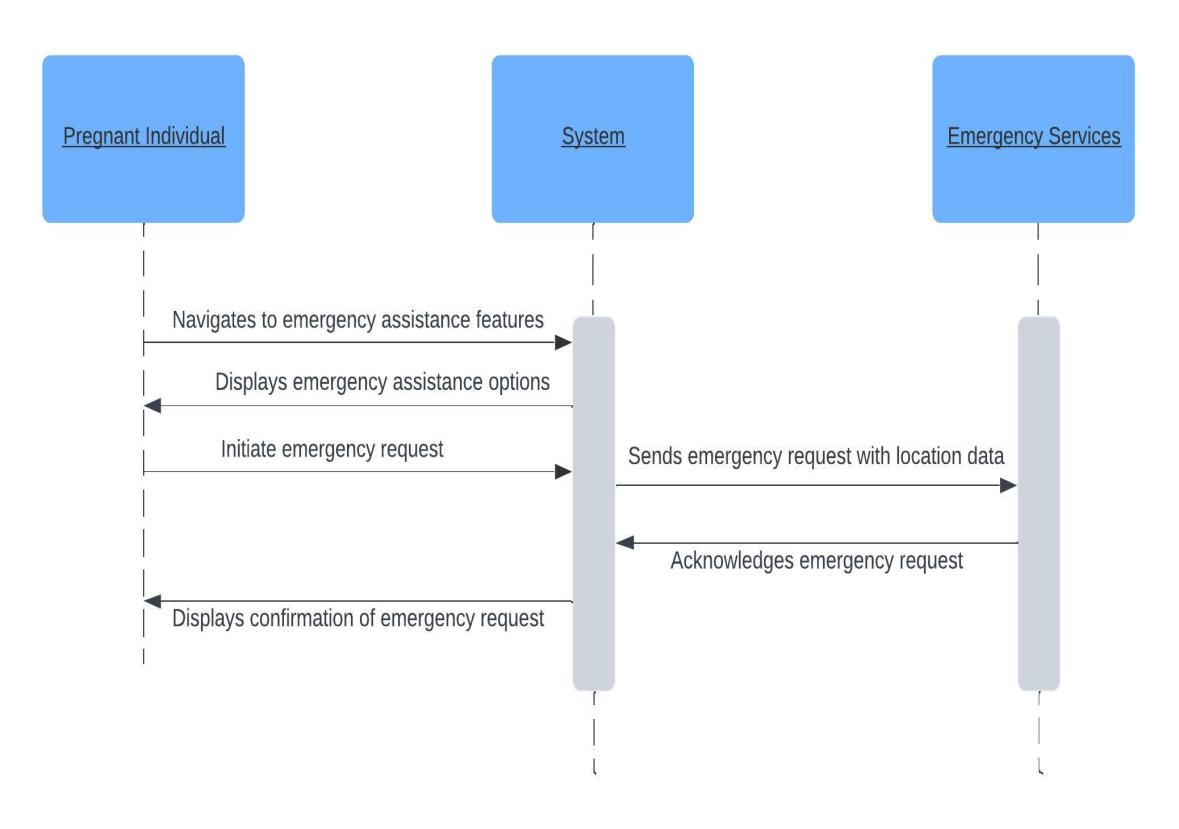 Pregnant Individual
System
Emergency Services
Navigates to emergency assistance features
Displays emergency assistance options
Initiate emergency request
Sends emergency request with location data
Acknowledges emergency request
Displays confirmation of emergency request